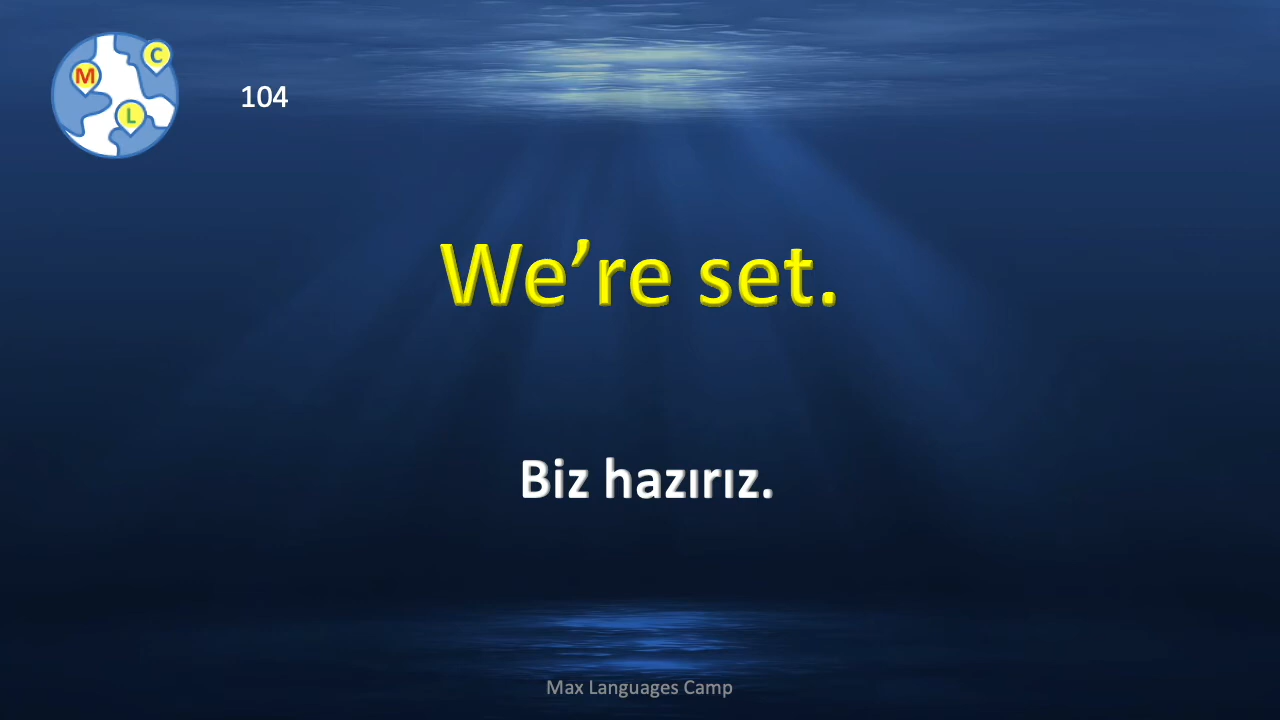 C
M
L
104
We’re set.
Biz hazırız.
Max Languages Camp